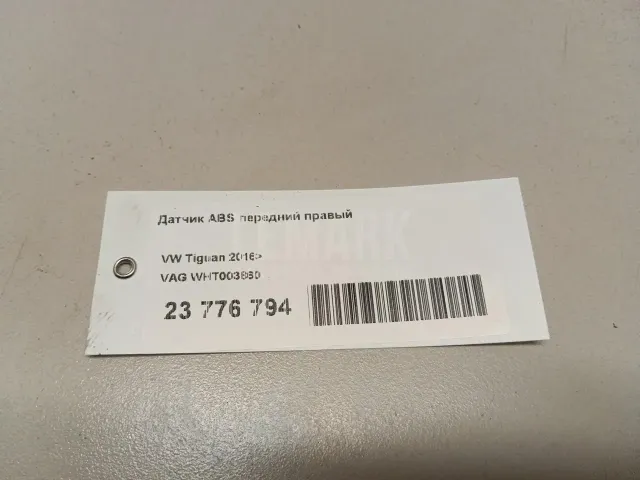 Датчик ABS передний правый
VW Tiguan 2016>
VAG WHT003860
23 776 794